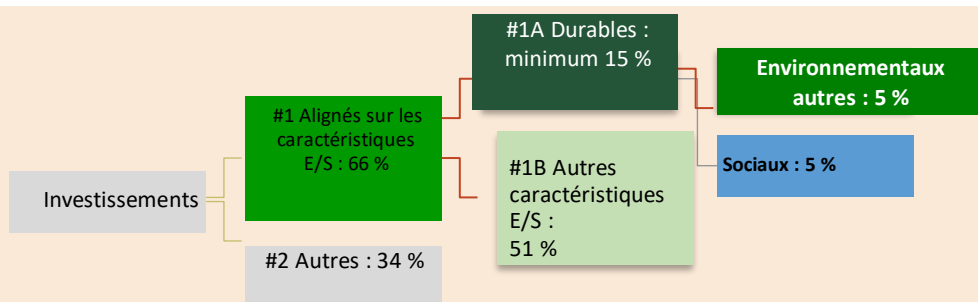 Investissements
#1 Alignés sur les
caractéristiques
E/S : 66 %
#2 Autres : 34 %
#1A Durables :
minimum 15 %
#1B Autres
caractéristiques
E/S :
51 %
Environnementaux
autres : 5 %
Sociaux : 5 %